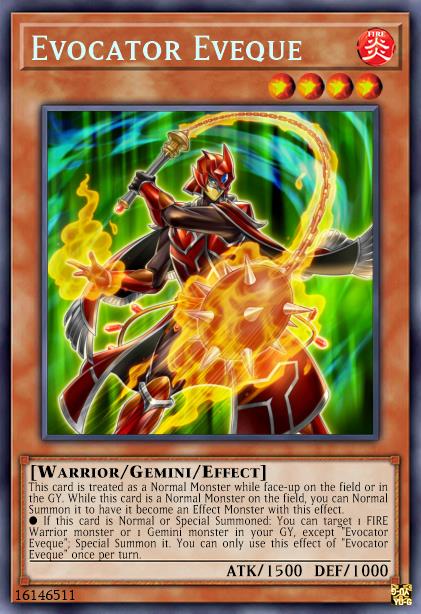 Evocator Eveque
FIRE
炎
[Warrior/Gemini/Effect]
This card is treated as a Normal Monster while face-up on the field or in
the GY. While this card is a Normal Monster on the field, you can Normal
Summon it to have it become an Effect Monster with this effect.
● If this card is Normal or Special Summoned: You can target 1 FIRE
Warrior monster or 1 Gemini monster in your GY, except "Evocator
Eveque"; Special Summon it. You can only use this effect of "Evocator
Eveque" once per turn.
ATK/1500 DEF/1000
16146511